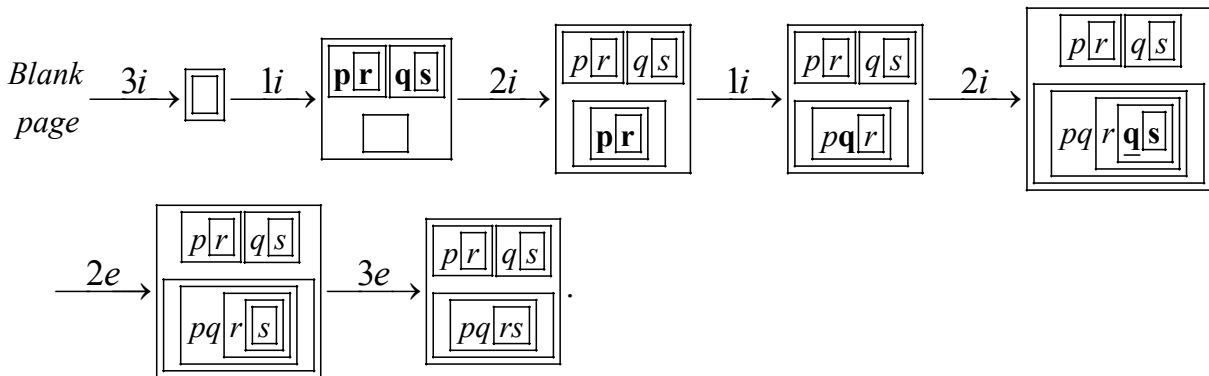 Blank 3i 1i p r q s 2i p r q s 1i p r q s 2i p r q s
page p r pq r pq r q s
2e p r q s 3e p r q s .
pq r s pq rs